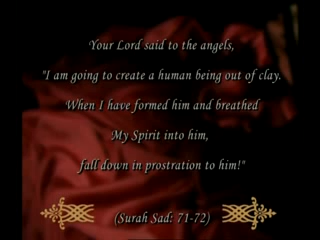 Your Lord said to the angels,
"I am going to create a human being out of clay.
When I have formed him and breathed
My Spirit into him,
fall down in prostration to him!"
(Surah Sad: 71-72)